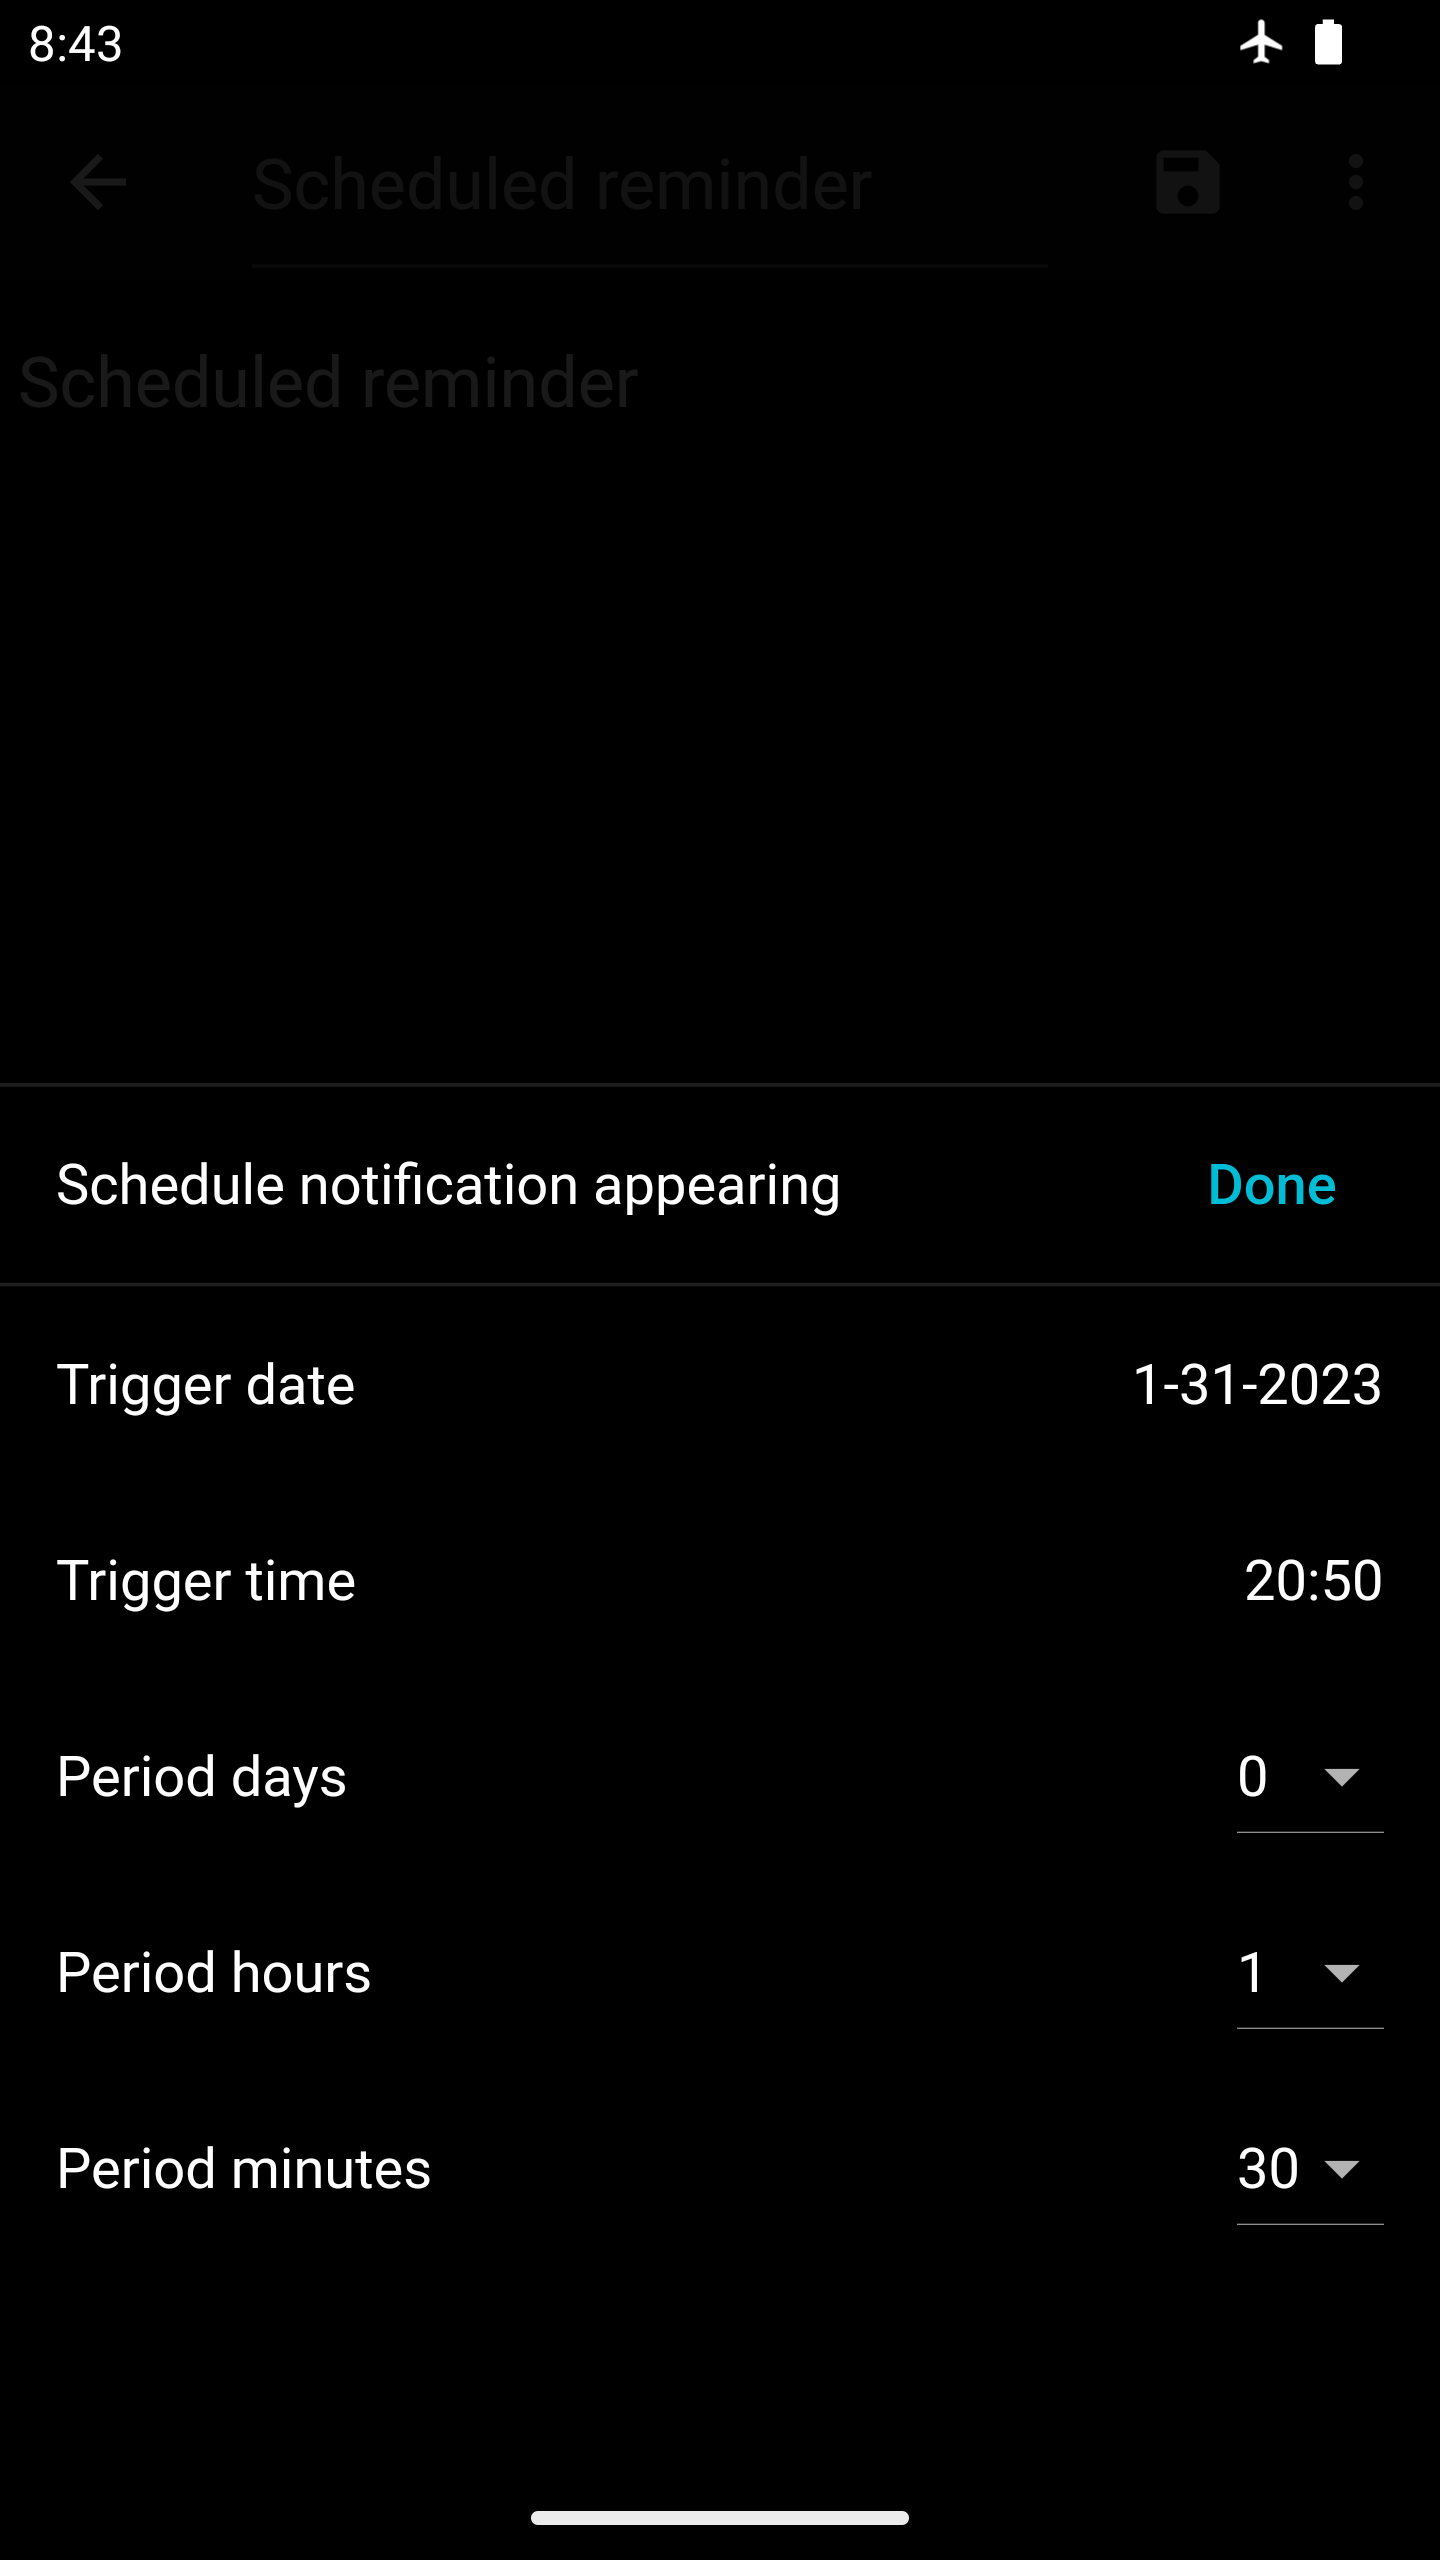 8:43
Scheduled reminder
Scheduled reminder
Schedule notification appearing Done
Trigger date 1-31-2023
Trigger time 20:50
Period days 0
Period hours 1
Period minutes 30